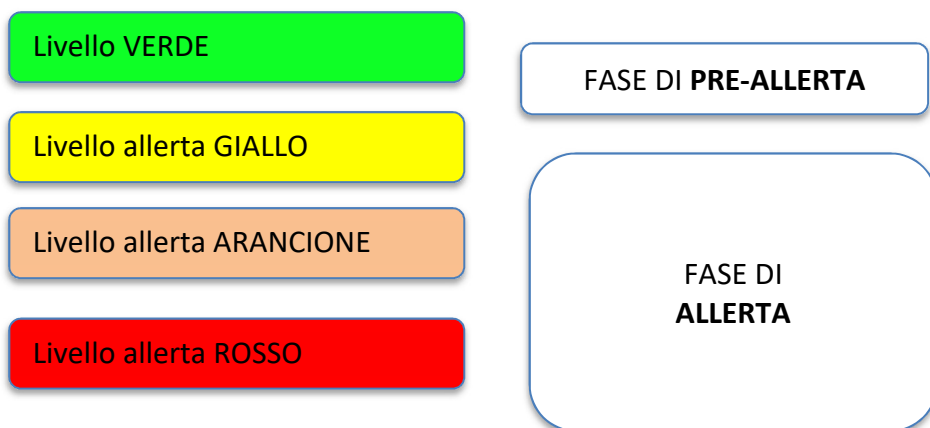 Livello VERDE
FASE DI PRE-ALLERTA
Livello allerta GIALLO
Livello allerta ARANCIONE
FASE DI
ALLERTA
Livello allerta ROSSO